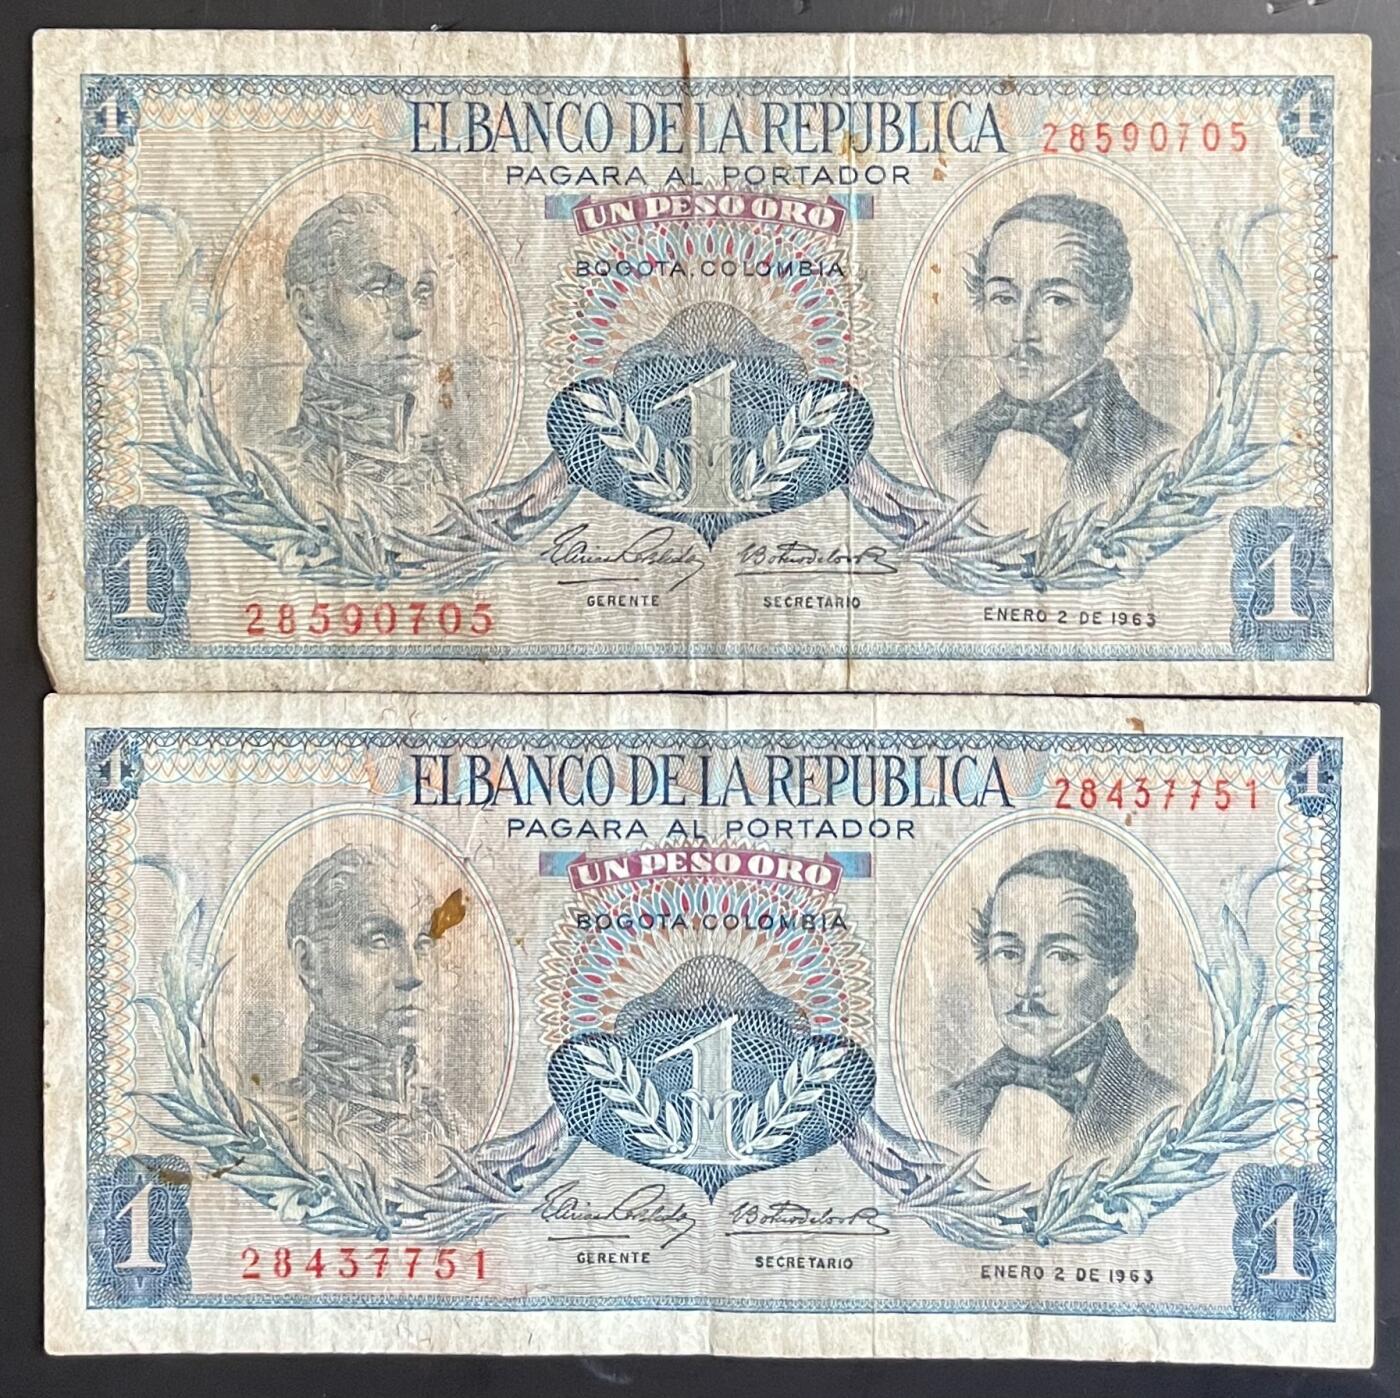 1 1
EL BANCO DE LA REPUBLICA 28590705
PAGARA AL PORTADOR
UN PESO ORO
BOGOTA, COLOMBIA
1
GERENTE SECRETARIO
1 28590705 ENERO 2 DE 1963 1
1 1
EL BANCO DE LA REPUBLICA 28437751
PAGARA AL PORTADOR
UN PESO ORO
BOGOTA, COLOMBIA
1
GERENTE SECRETARIO
1 28437751 ENERO 2 DE 1963 1